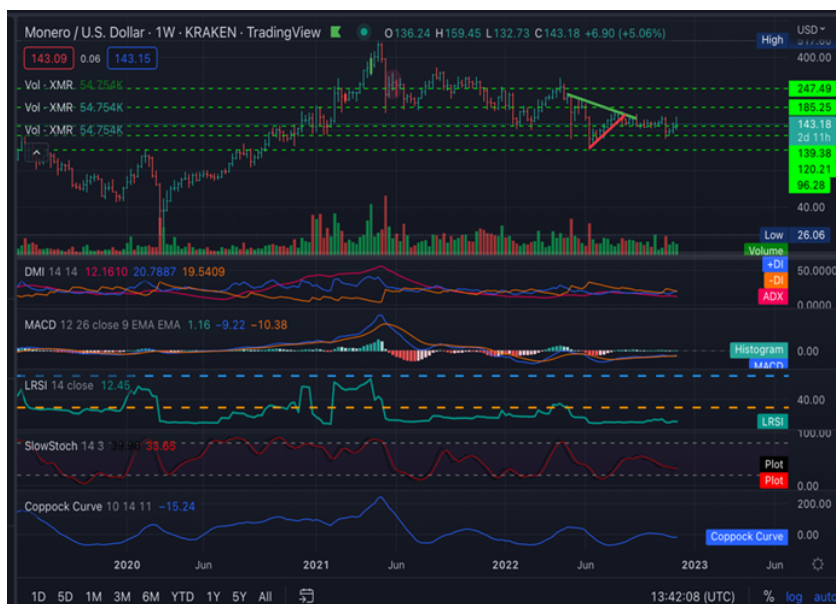 Monero / U.S. Dollar · 1W · KRAKEN · TradingView O136.24 H159.45 L132.73 C143.18 +6.90 (+5.06%)
USD
High
143.09 0.06 143.15
400.00
Vol · XMR 54.754K
247.49
Vol · XMR 54.754K
185.25
Vol · XMR 54.754K
143.18
2d 11h
139.38
120.21
96.28
40.00
Low 26.06
Volume
DMI 14 14 12.1610 20.7887 19.5409
+DI
50.0000
-DI
ADX
0.0000
MACD 12 26 close 9 EMA EMA 1.16 −9.22 −10.38
Histogram
0.00
MACD
LRSI 14 close 12.45
40.00
LRSI
100.00
SlowStoch 14 3 33.65
Plot
Plot
0.00
Coppock Curve 10 14 11 −15.24
200.00
Coppock Curve
0.00
2020 Jun 2021 Jun 2022 Jun 2023 Jun
1D 5D 1M 3M 6M YTD 1Y 5Y All 13:42:08 (UTC) % log auto